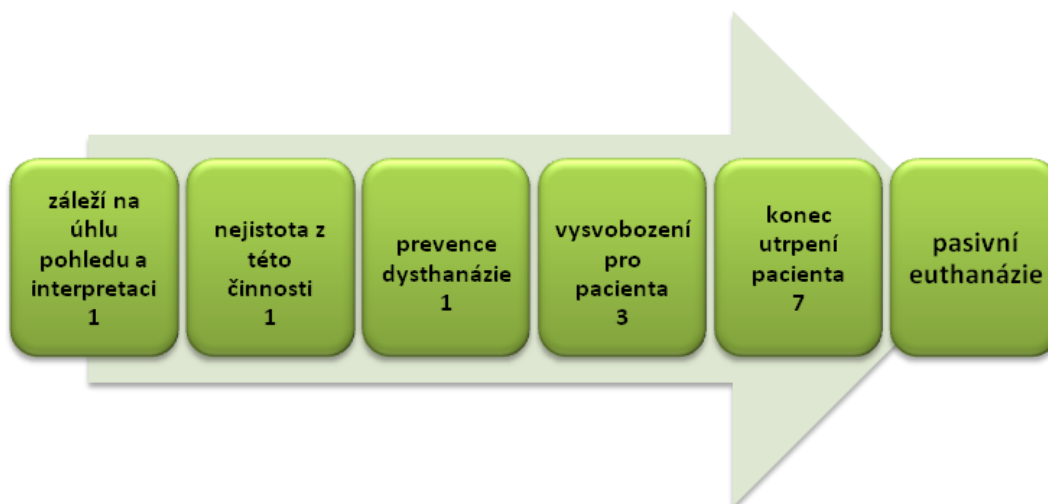 záleží na
úhlu
pohledu a
interpretaci
1
nejistota z
této
činnosti
1
prevence
dysthanázie
1
vysvobození
pro
pacienta
3
konec
utrpení
pacienta
7
pasivní
euthanázie